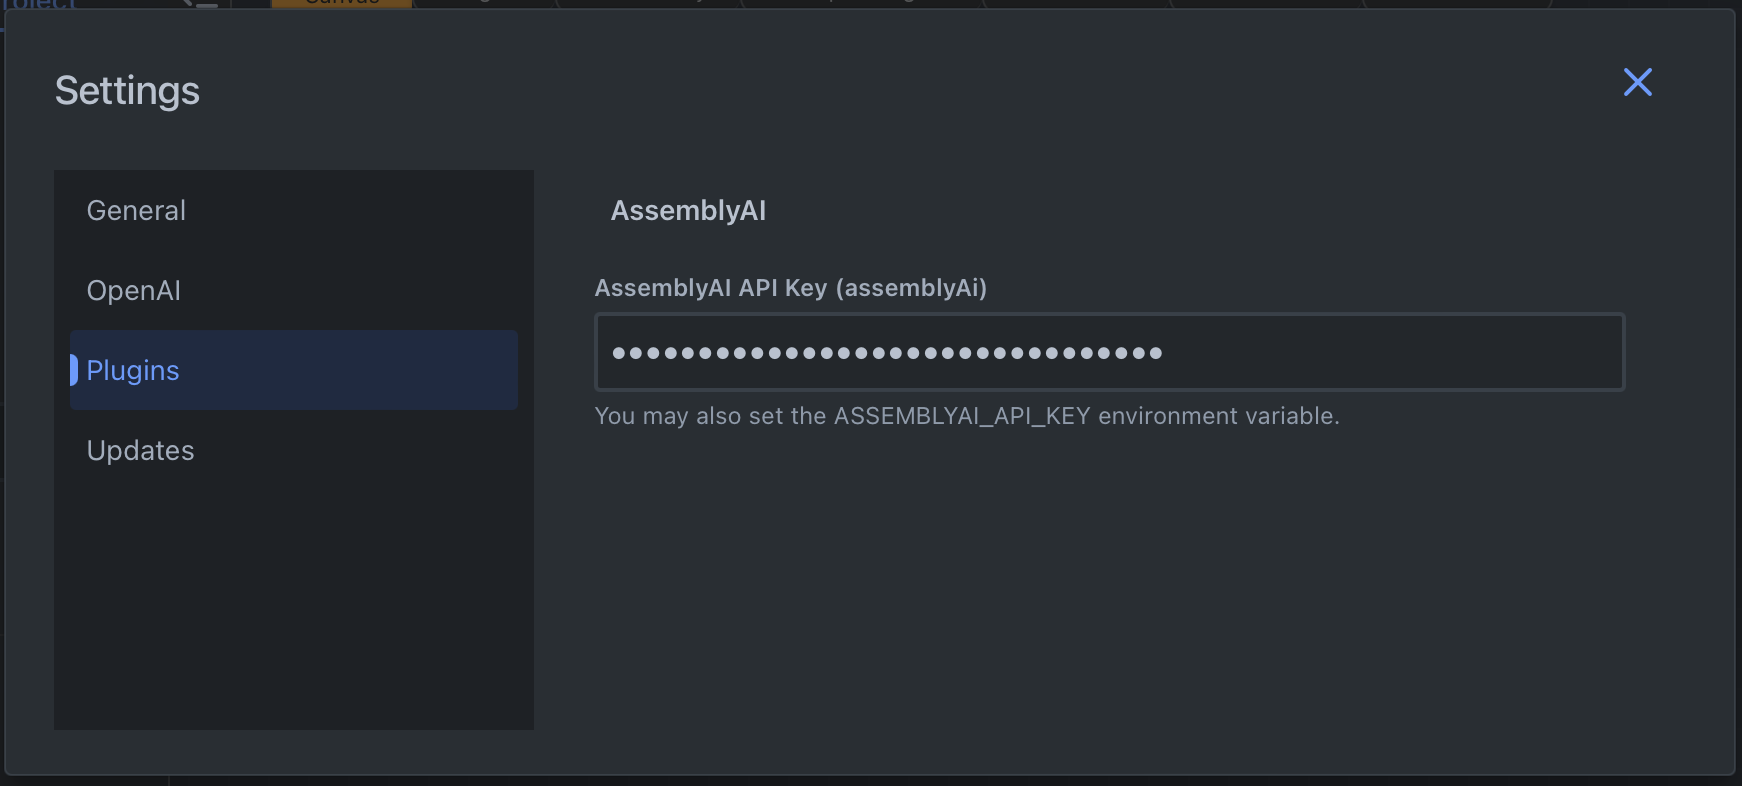 Settings
General
OpenAI
Plugins
Updates
AssemblyAI
AssemblyAI API Key (assemblyAi)
••••••••••••••••••••••••••••••••
You may also set the ASSEMBLYAI_API_KEY environment variable.